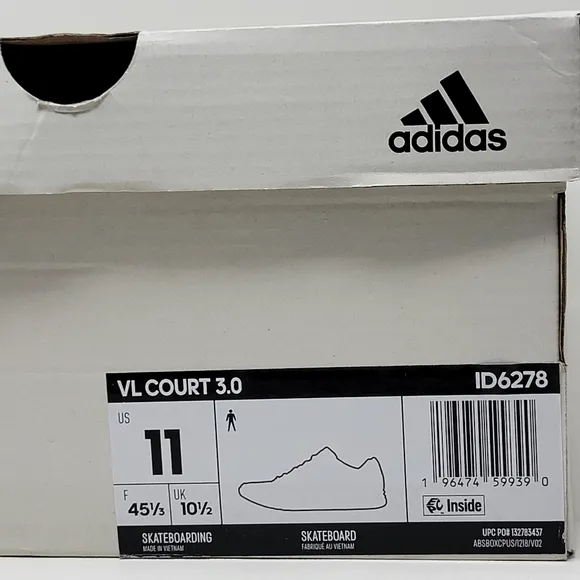 adidas
VL COURT 3.0
ID6278
US
11
F
45⅓
UK
10½
1 96474 59939 0
Inside
SKATEBOARDING
MADE IN VIETNAM
SKATEBOARD
FABRIQUÉ AU VIETNAM
UPC PO# 132783437
ABSBOXCPUS/1218/V02